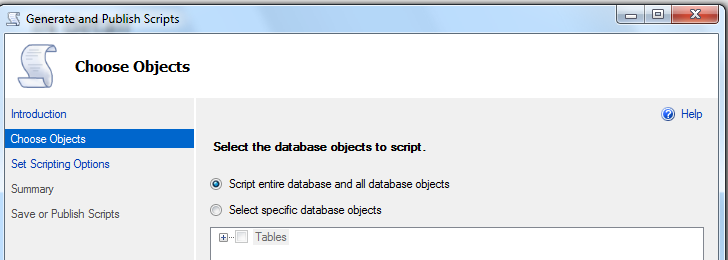 Generate and Publish Scripts
Choose Objects
Introduction
Help
Choose Objects
Select the database objects to script.
Set Scripting Options
Script entire database and all database objects
Summary
Save or Publish Scripts
Select specific database objects
Tables